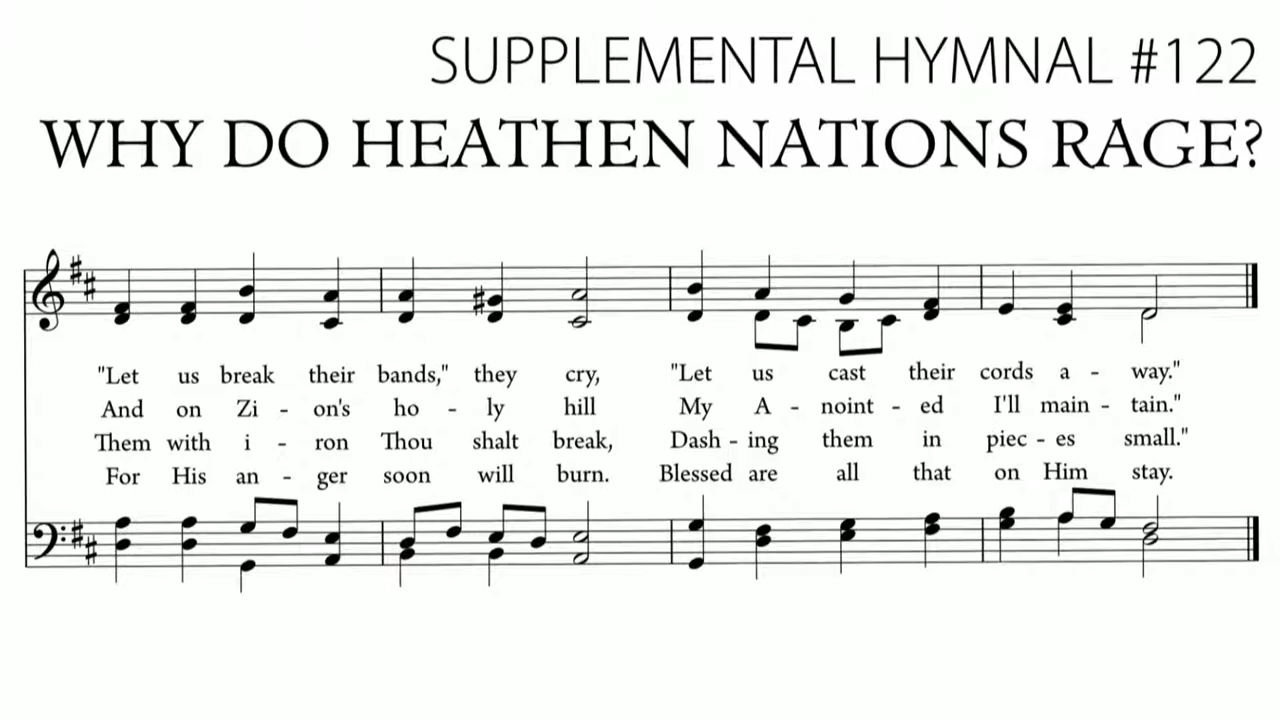 SUPPLEMENTAL HYMNAL #122
WHY DO HEATHEN NATIONS RAGE?
"Let us break their bands," they cry, "Let us cast their cords a - way."
And on Zi - on's ho - ly hill My A - noint - ed I'll main - tain."
Them with i - ron Thou shalt break, Dash - ing them in piec - es small."
For His an - ger soon will burn. Blessed are all that on Him stay.